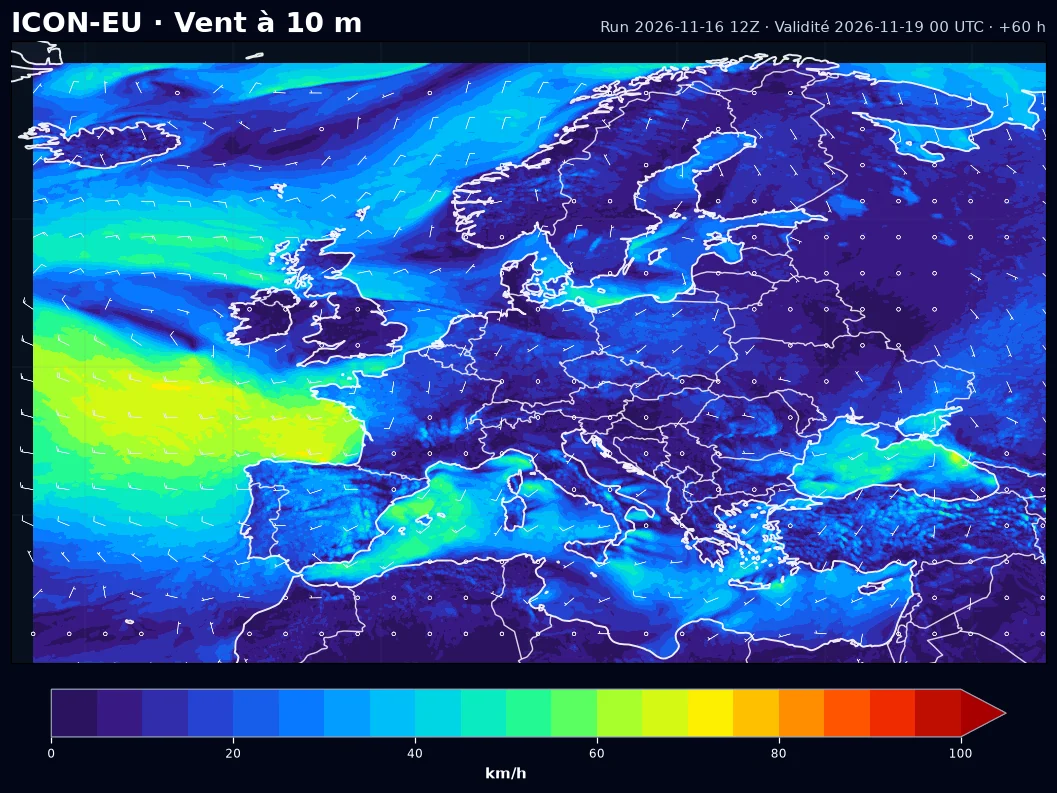 ICON-EU · Vent à 10 m
Run 2026-11-16 12Z · Validité 2026-11-19 00 UTC · +60 h
0 20 40 60 80 100
km/h